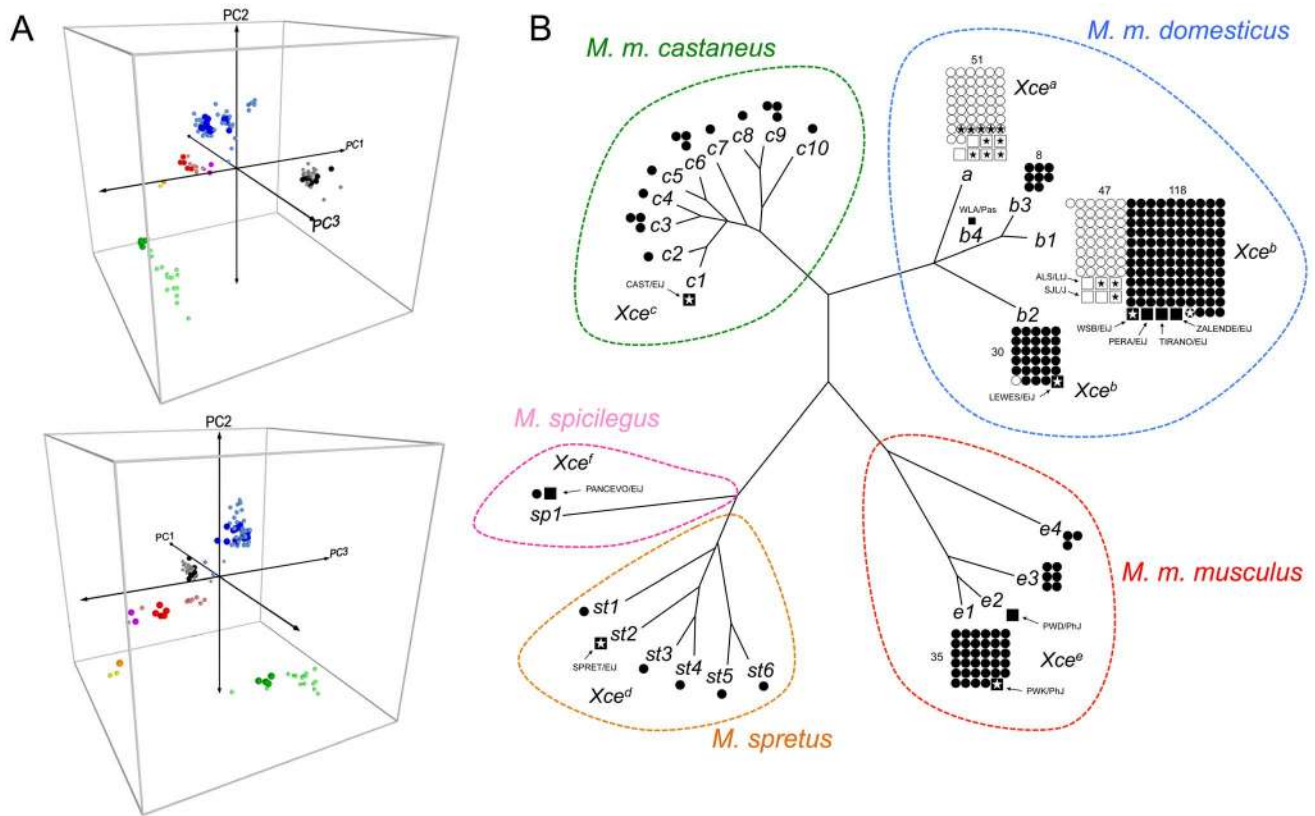 A
PC2
PC1
PC3
PC2
PC1
PC3
B
M. m. castaneus
c1
c2
c3
c4
c5
c6
c7
c8
c9
c10
CAST/EiJ
Xce^c
M. m. domesticus
51
Xce^a
a
8
b3
WLA/Pas
b4
b1
47
118
Xce^b
ALS/LtJ
SJL/J
WSB/EiJ
PERA/EiJ
TIRANO/EiJ
ZALENDE/EiJ
b2
30
LEWES/EiJ
Xce^b
M. spicilegus
Xce^f
PANCEVO/EiJ
sp1
st1
st2
SPRET/EiJ
st3
st4
st5
st6
Xce^d
M. spretus
e4
e3
e2
e1
PWD/PhJ
35
Xce^e
PWK/PhJ
M. m. musculus